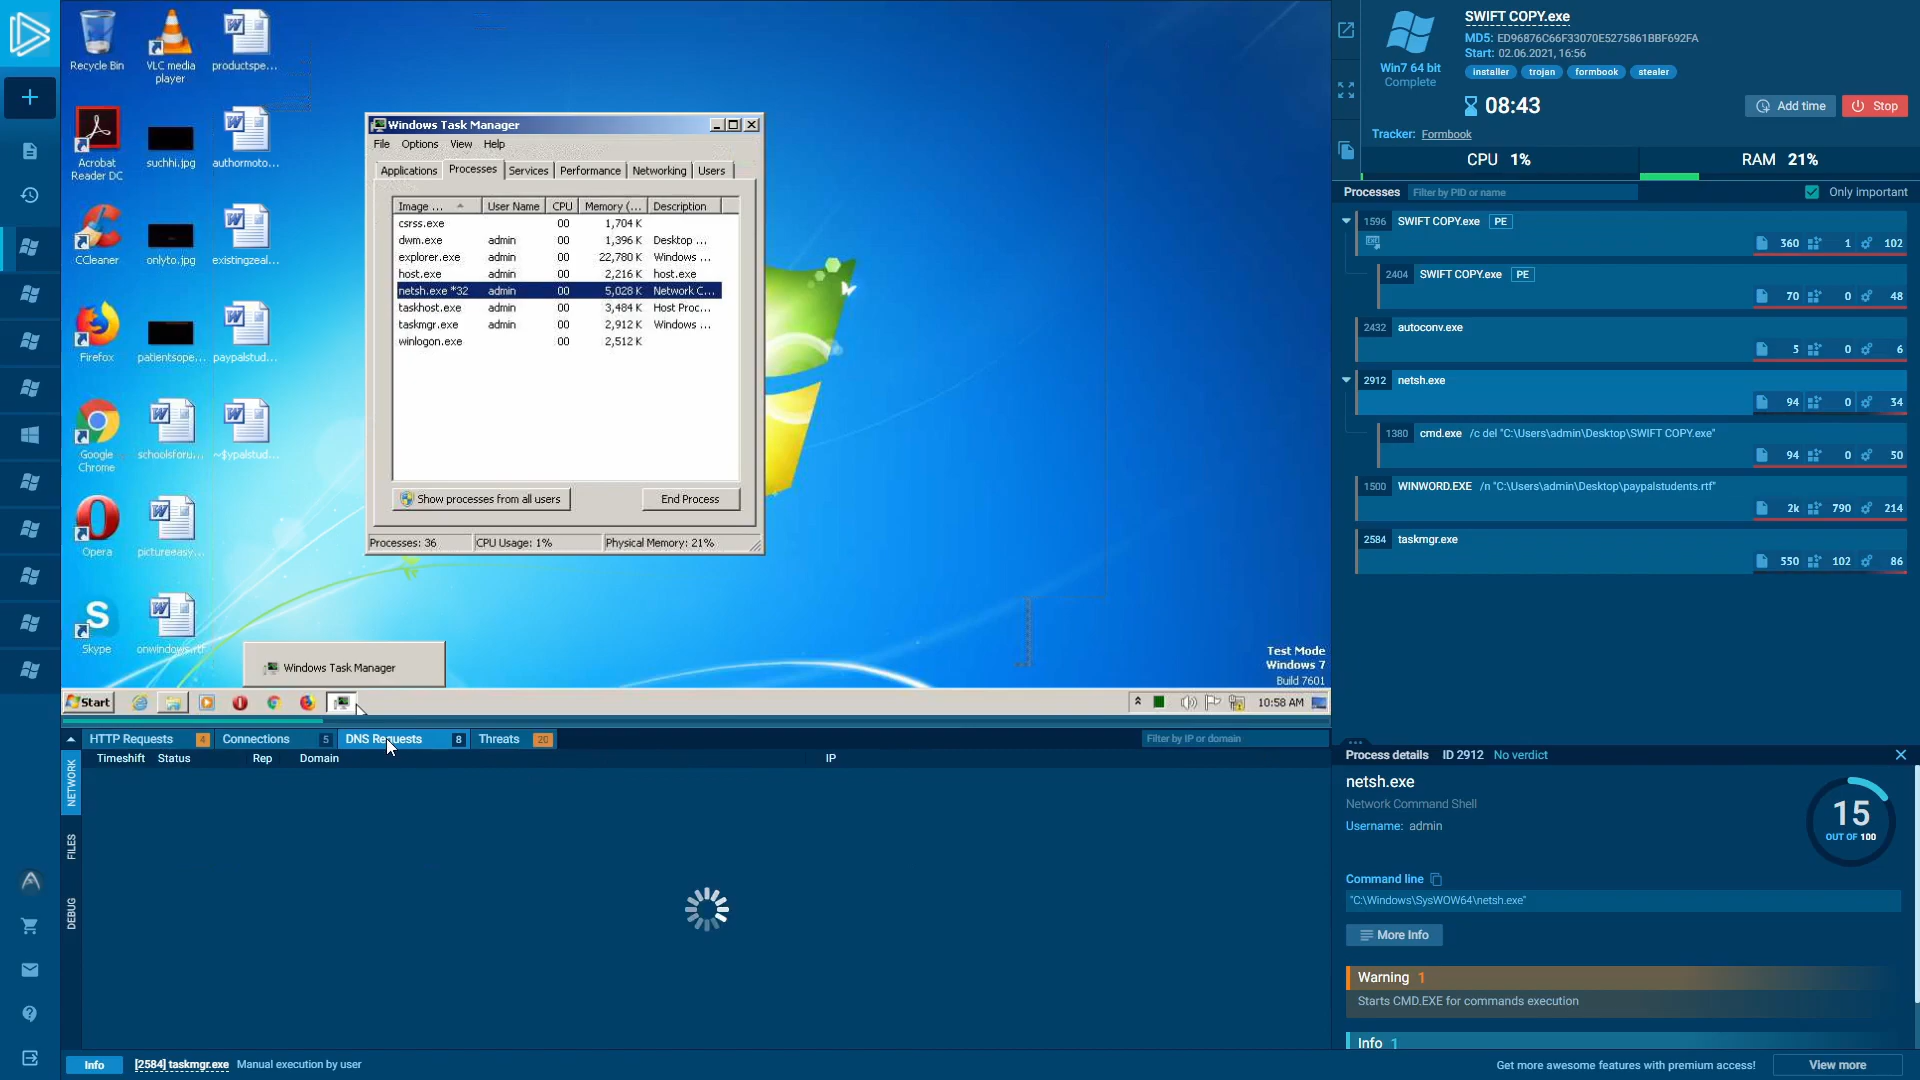 Recycle Bin
VLC media
player
productspe...
Acrobat
Reader DC
suchhi.jpg
authormoto...
CCleaner
onlyto.jpg
existingzeal...
Firefox
patientsope...
paypalstud...
Google
Chrome
schoolsforu...
~$ypalstud...
Opera
pictureeasy...
Skype
onwindows.rtf
Windows Task Manager
File Options View Help
Applications Processes Services Performance Networking Users
Image ... User Name CPU Memory (... Description
csrss.exe 00 1,704 K
dwm.exe admin 00 1,396 K Desktop ...
explorer.exe admin 00 22,780 K Windows ...
host.exe admin 00 2,216 K host.exe
netsh.exe *32 admin 00 5,028 K Network C...
taskhost.exe admin 00 3,484 K Host Proc...
taskmgr.exe admin 00 2,912 K Windows ...
winlogon.exe 00 2,512 K
Show processes from all users End Process
Processes: 36 CPU Usage: 1% Physical Memory: 21%
Windows Task Manager
Test Mode
Windows 7
Build 7601
Start 10:58 AM
HTTP Requests 4 Connections 5 DNS Requests 8 Threats 20 Filter by IP or domain
Timeshift Status Rep Domain IP
NETWORK
FILES
DEBUG
Info [2584] taskmgr.exe Manual execution by user
Get more awesome features with premium access! View more
Win7 64 bit
Complete
SWIFT COPY.exe
MD5: ED96876C66F33070E5275861BBF692FA
Start: 02.06.2021, 16:56
installer trojan formbook stealer
08:43 Add time Stop
Tracker: Formbook
CPU 1% RAM 21%
Processes Filter by PID or name Only important
1596 SWIFT COPY.exe PE
360 1 102
2404 SWIFT COPY.exe PE
70 0 48
2432 autoconv.exe
5 0 6
2912 netsh.exe
94 0 34
1380 cmd.exe /c del "C:\Users\admin\Desktop\SWIFT COPY.exe"
94 0 50
1500 WINWORD.EXE /n "C:\Users\admin\Desktop\paypalstudents.rtf"
2k 790 214
2584 taskmgr.exe
550 102 86
Process details ID 2912 No verdict
netsh.exe
Network Command Shell
Username: admin
15
OUT OF 100
Command line
"C:\Windows\SysWOW64\netsh.exe"
More Info
Warning 1
Starts CMD.EXE for commands execution
Info 1